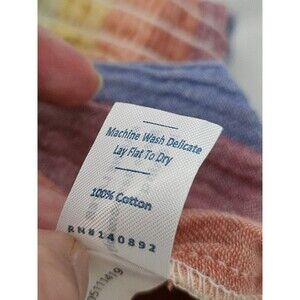 Machine Wash Delicate
Lay Flat To Dry
100% Cotton
RN#140892